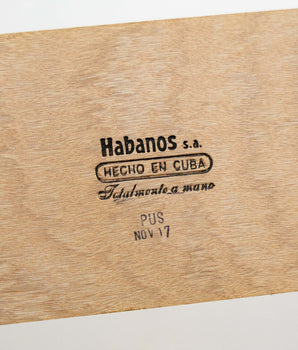 Habanos s.a.
HECHO EN CUBA
Totalmente a mano
PUS
NOV 17